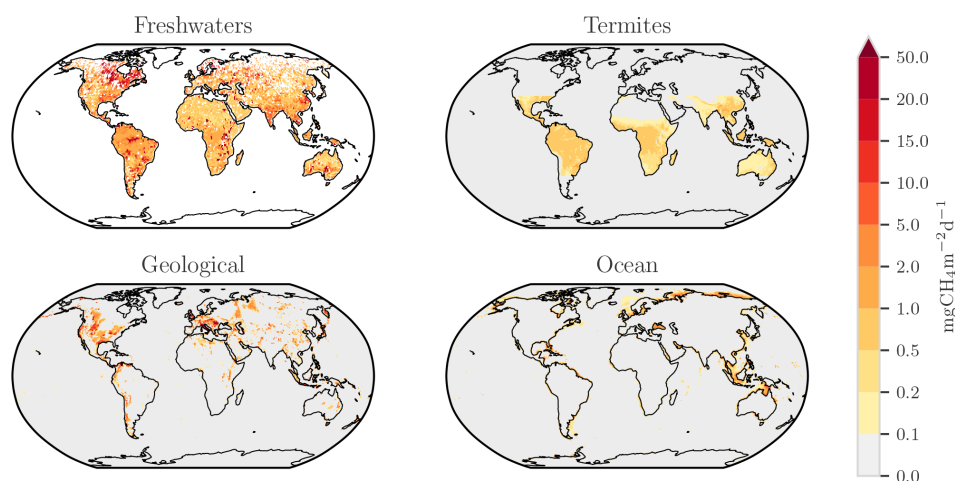 Freshwaters
Termites
Geological
Ocean
50.0
20.0
15.0
10.0
5.0
2.0
1.0
0.5
0.2
0.1
0.0
mgCH₄m⁻²d⁻¹